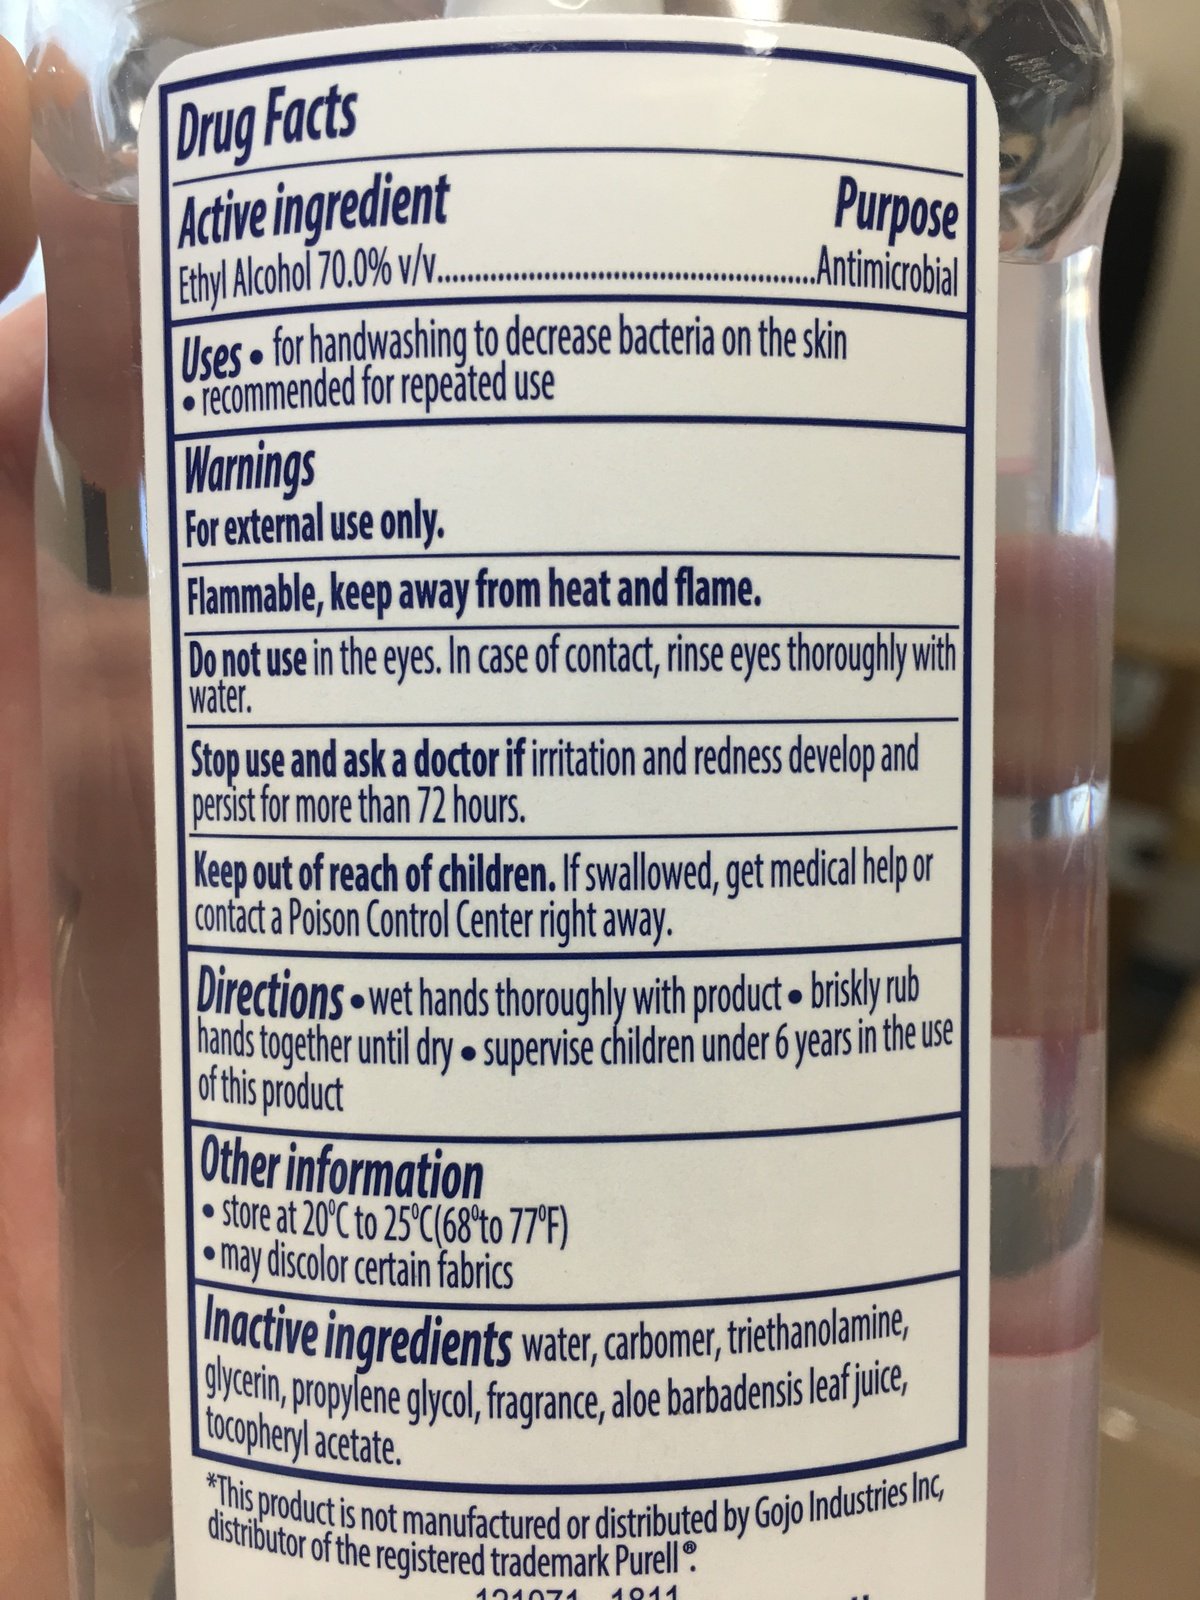 Drug Facts
Active ingredient Purpose
Ethyl Alcohol 70.0% v/v..........................................................Antimicrobial
Uses • for handwashing to decrease bacteria on the skin
• recommended for repeated use
Warnings
For external use only.
Flammable, keep away from heat and flame.
Do not use in the eyes. In case of contact, rinse eyes thoroughly with
water.
Stop use and ask a doctor if irritation and redness develop and
persist for more than 72 hours.
Keep out of reach of children. If swallowed, get medical help or
contact a Poison Control Center right away.
Directions • wet hands thoroughly with product • briskly rub
hands together until dry • supervise children under 6 years in the use
of this product
Other information
• store at 20°C to 25°C(68°to 77°F)
• may discolor certain fabrics
Inactive ingredients water, carbomer, triethanolamine,
glycerin, propylene glycol, fragrance, aloe barbadensis leaf juice,
tocopheryl acetate.
*This product is not manufactured or distributed by Gojo Industries Inc,
distributor of the registered trademark Purell®.